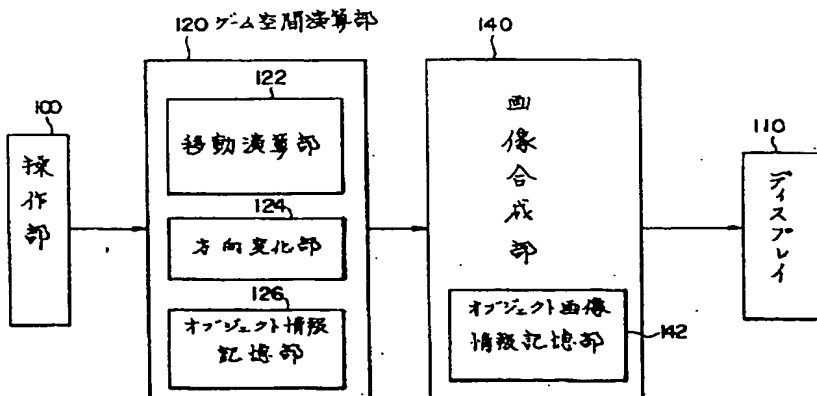 100
操作部
120 ゲーム空間演算部
122
移動演算部
124
方向変化部
126
オブジェクト情報
記憶部
140
画像合成部
オブジェクト画像
情報記憶部
142
110
ディスプレイ